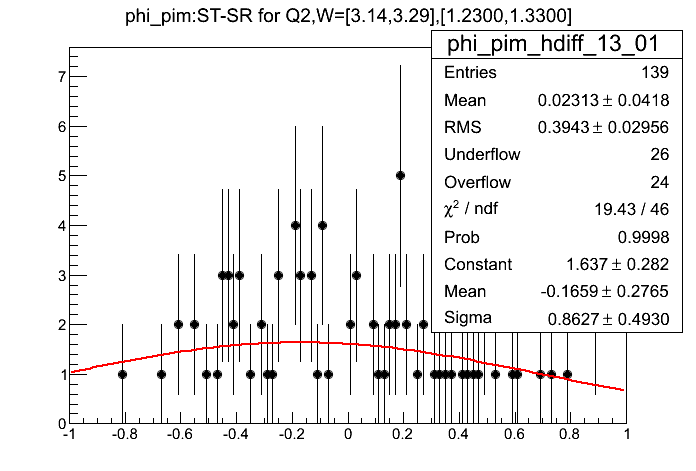 phi_pim:ST-SR for Q2,W=[3.14,3.29],[1.2300,1.3300]
phi_pim_hdiff_13_01
Entries 139
Mean 0.02313 ± 0.0418
RMS 0.3943 ± 0.02956
Underflow 26
Overflow 24
χ² / ndf 19.43 / 46
Prob 0.9998
Constant 1.637 ± 0.282
Mean -0.1659 ± 0.2765
Sigma 0.8627 ± 0.4930
7
6
5
4
3
2
1
0
-1 -0.8 -0.6 -0.4 -0.2 0 0.2 0.4 0.6 0.8 1